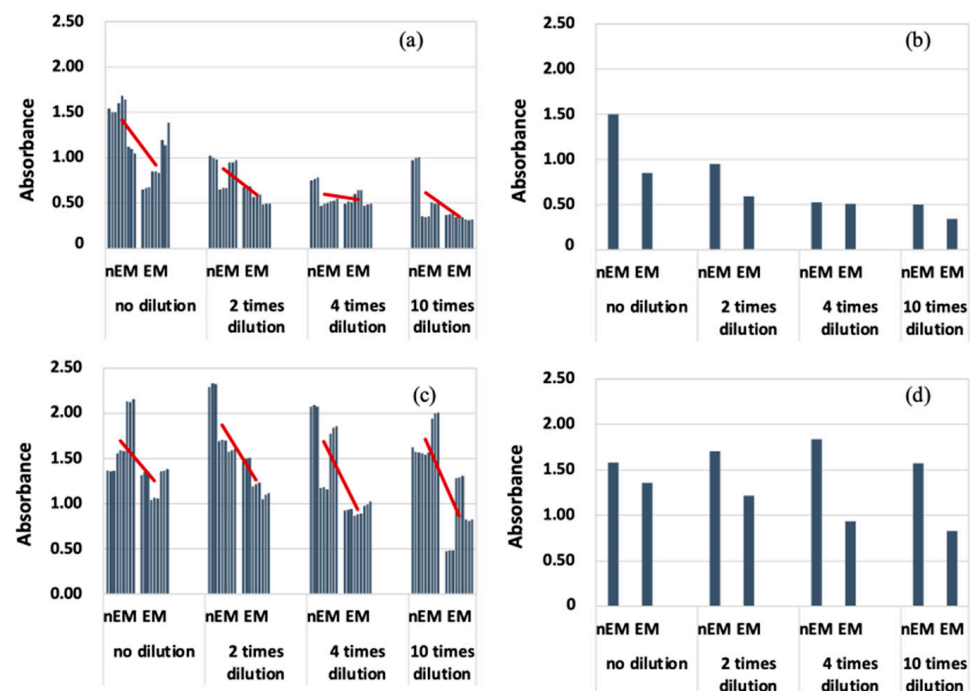 (a)
Absorbance
2.50
2.00
1.50
1.00
0.50
0
nEM EM nEM EM nEM EM nEM EM
no dilution 2 times 4 times 10 times
dilution dilution dilution
(b)
Absorbance
2.50
2.00
1.50
1.00
0.50
0
nEM EM nEM EM nEM EM nEM EM
no dilution 2 times 4 times 10 times
dilution dilution dilution
(c)
Absorbance
2.50
2.00
1.50
1.00
0.50
0.00
nEM EM nEM EM nEM EM nEM EM
no dilution 2 times 4 times 10 times
dilution dilution dilution
(d)
Absorbance
2.50
2.00
1.50
1.00
0.50
0
nEM EM nEM EM nEM EM nEM EM
no dilution 2 times 4 times 10 times
dilution dilution dilution